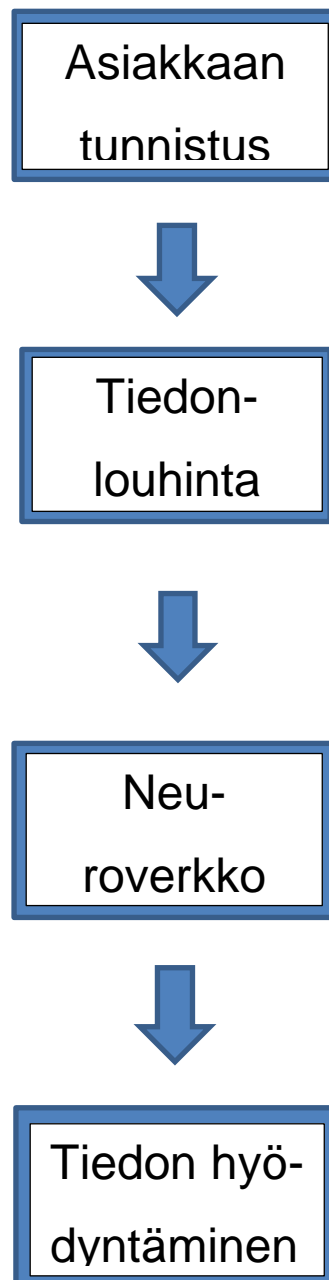 Asiakkaan
tunnistus
Tiedon-
louhinta
Neu-
roverkko
Tiedon hyö-
dyntäminen